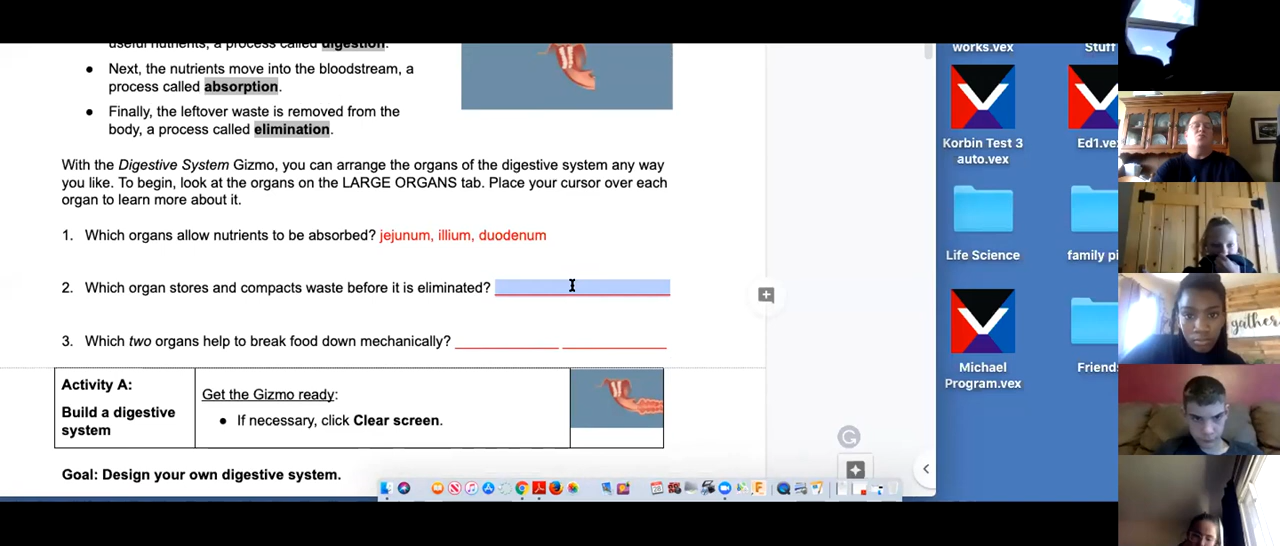 useful nutrients, a process called digestion.
● Next, the nutrients move into the bloodstream, a
process called absorption.
● Finally, the leftover waste is removed from the
body, a process called elimination.
With the Digestive System Gizmo, you can arrange the organs of the digestive system any way
you like. To begin, look at the organs on the LARGE ORGANS tab. Place your cursor over each
organ to learn more about it.
1. Which organs allow nutrients to be absorbed? jejunum, illium, duodenum
2. Which organ stores and compacts waste before it is eliminated?
3. Which two organs help to break food down mechanically?
Activity A:
Build a digestive
system
Get the Gizmo ready:
● If necessary, click Clear screen.
Goal: Design your own digestive system.
works.vex
Stuff
Korbin Test 3
auto.vex
Ed1.ve
Life Science
family pi
Michael
Program.vex
Friend
gather